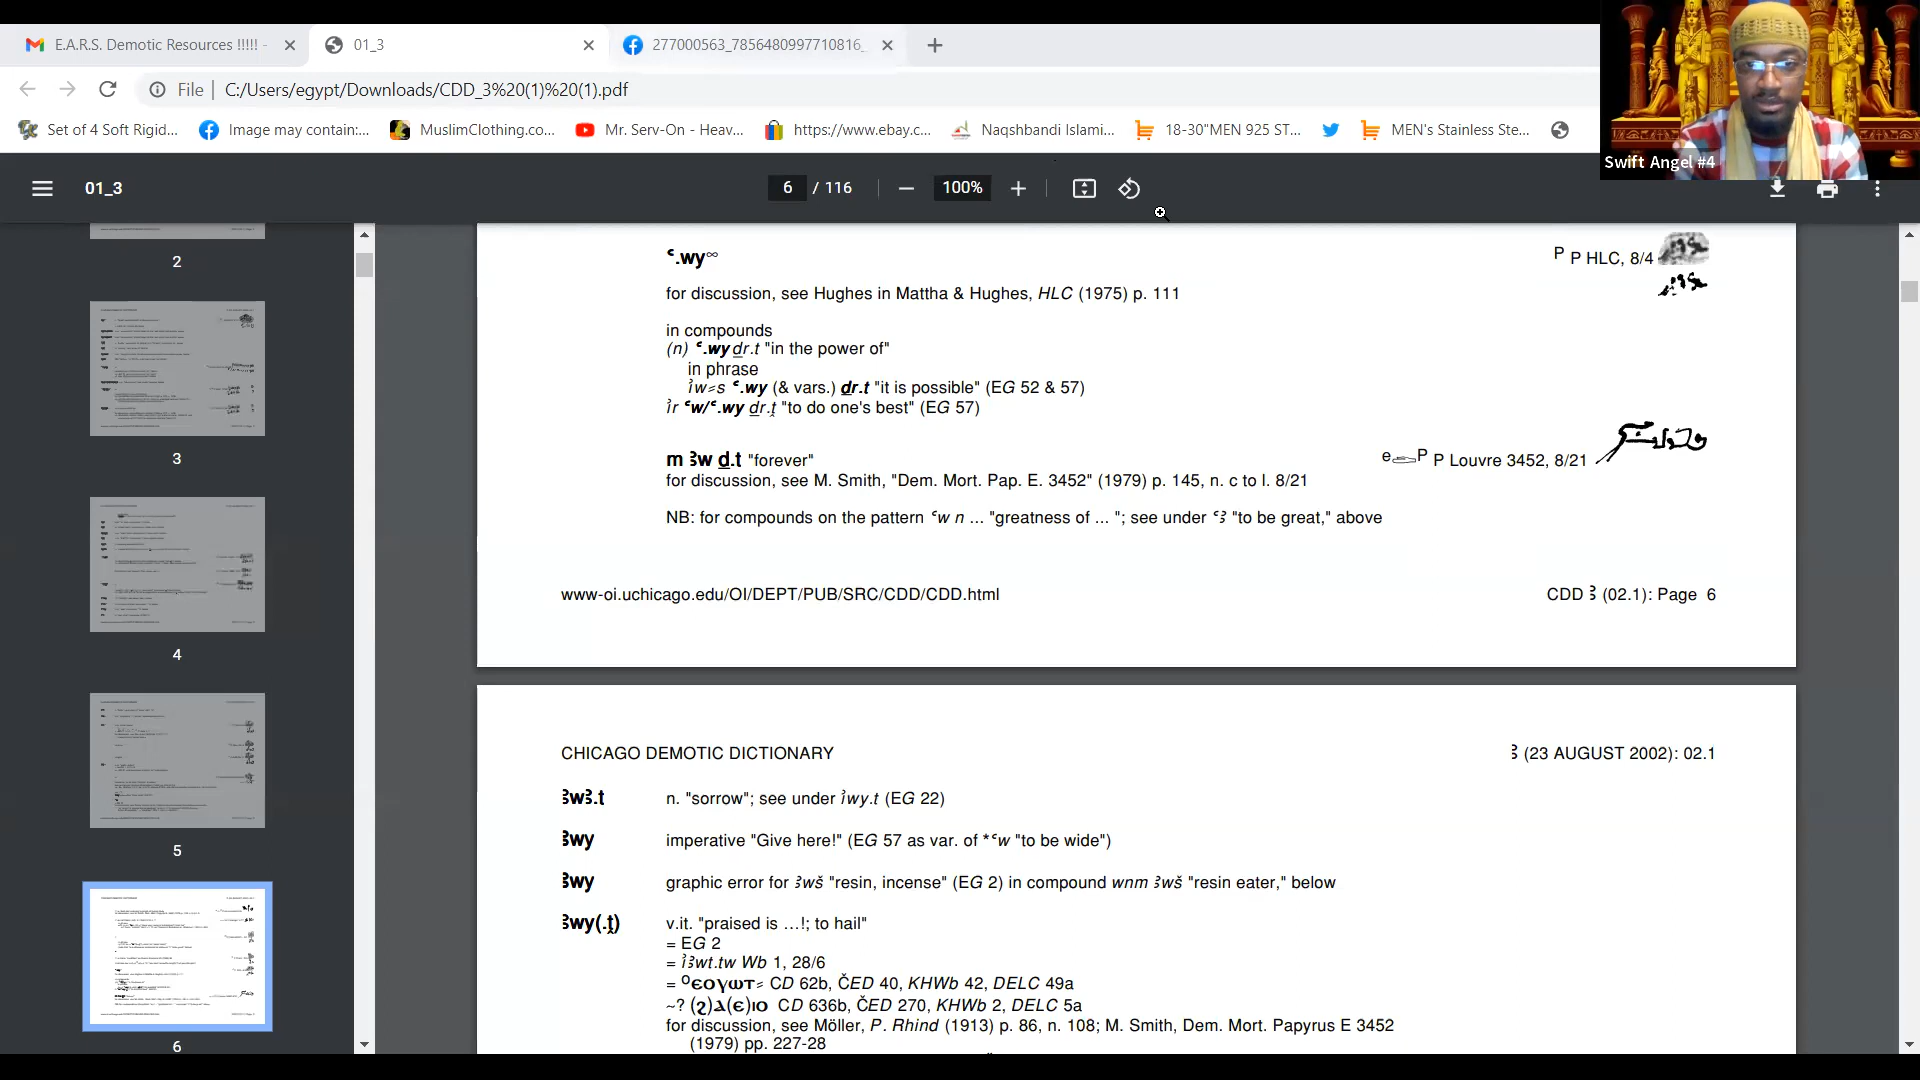 E.A.R.S. Demotic Resources !!!!! -
01_3
277000563_7856480997710816_
File | C:/Users/egypt/Downloads/CDD_3%20(1)%20(1).pdf
Set of 4 Soft Rigid...
Image may contain:...
MuslimClothing.co...
Mr. Serv-On - Heav...
https://www.ebay.c...
Naqshbandi Islami...
18-30"MEN 925 ST...
MEN's Stainless Ste...
Swift Angel #4
01_3
6 / 116
100%
2
3
4
5
6
ꜥ.wy∞
P P HLC, 8/4
for discussion, see Hughes in Mattha & Hughes, HLC (1975) p. 111
in compounds
(n) ꜥ.wy ḏr.t "in the power of"
in phrase
ı͗w⸗s ꜥ.wy (& vars.) ḏr.t "it is possible" (EG 52 & 57)
ı͗r ꜥw/ꜥ.wy ḏr.ṱ "to do one's best" (EG 57)
m ꜣw ḏ.t "forever"
P P Louvre 3452, 8/21
for discussion, see M. Smith, "Dem. Mort. Pap. E. 3452" (1979) p. 145, n. c to l. 8/21
NB: for compounds on the pattern ꜥw n ... "greatness of ... "; see under ꜥꜣ "to be great," above
www-oi.uchicago.edu/OI/DEPT/PUB/SRC/CDD/CDD.html
CDD ꜣ (02.1): Page 6
CHICAGO DEMOTIC DICTIONARY
ꜣ (23 AUGUST 2002): 02.1
ꜣwꜣ.t n. "sorrow"; see under ı͗wy.t (EG 22)
ꜣwy imperative "Give here!" (EG 57 as var. of *ꜥw "to be wide")
ꜣwy graphic error for ꜣwš "resin, incense" (EG 2) in compound wnm ꜣwš "resin eater," below
ꜣwy(.ṱ) v.it. "praised is ...!; to hail"
= EG 2
= ı͗ꜣwt.tw Wb 1, 28/6
= ᴼⲉⲟⲩⲱⲧ⸗ CD 62b, ČED 40, KHWb 42, DELC 49a
~? (ϩ)ⲁ(ⲉ)ⲓⲟ CD 636b, ČED 270, KHWb 2, DELC 5a
for discussion, see Möller, P. Rhind (1913) p. 86, n. 108; M. Smith, Dem. Mort. Papyrus E 3452
(1979) pp. 227-28